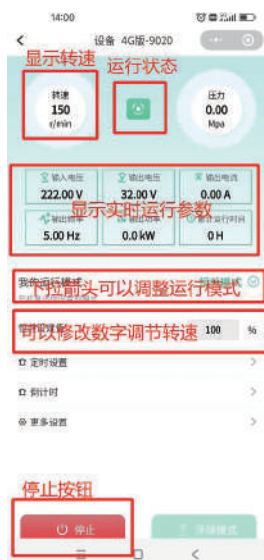 14:00
设备 4G版-9020
显示转速
运行状态
转速
150
r/min
压力
0.00
Mpa
输入电压
输出电压
输出电流
222.00 V
32.00 V
0.00 A
显示实时运行参数
5.00 Hz
0.0 kW
0 H
下拉箭头可以调整运行模式
可以修改数字调节转速
100
%
定时设置
倒计时
更多设置
停止按钮
停止